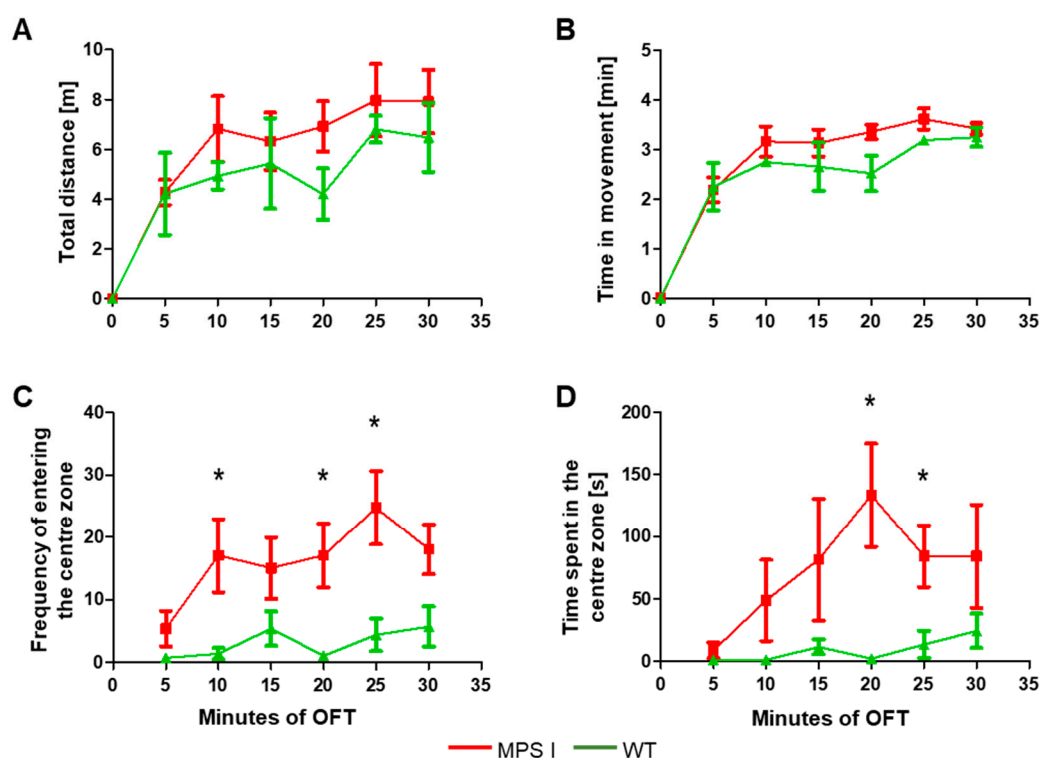 A
Total distance [m]
10
8
6
4
2
0
0 5 10 15 20 25 30 35
B
Time in movement [min]
5
4
3
2
1
0
0 5 10 15 20 25 30 35
C
Frequency of entering
the centre zone
40
30
20
10
0
* * *
0 5 10 15 20 25 30 35
Minutes of OFT
D
Time spent in the
centre zone [s]
200
150
100
50
0
* *
0 5 10 15 20 25 30 35
Minutes of OFT
MPS I WT